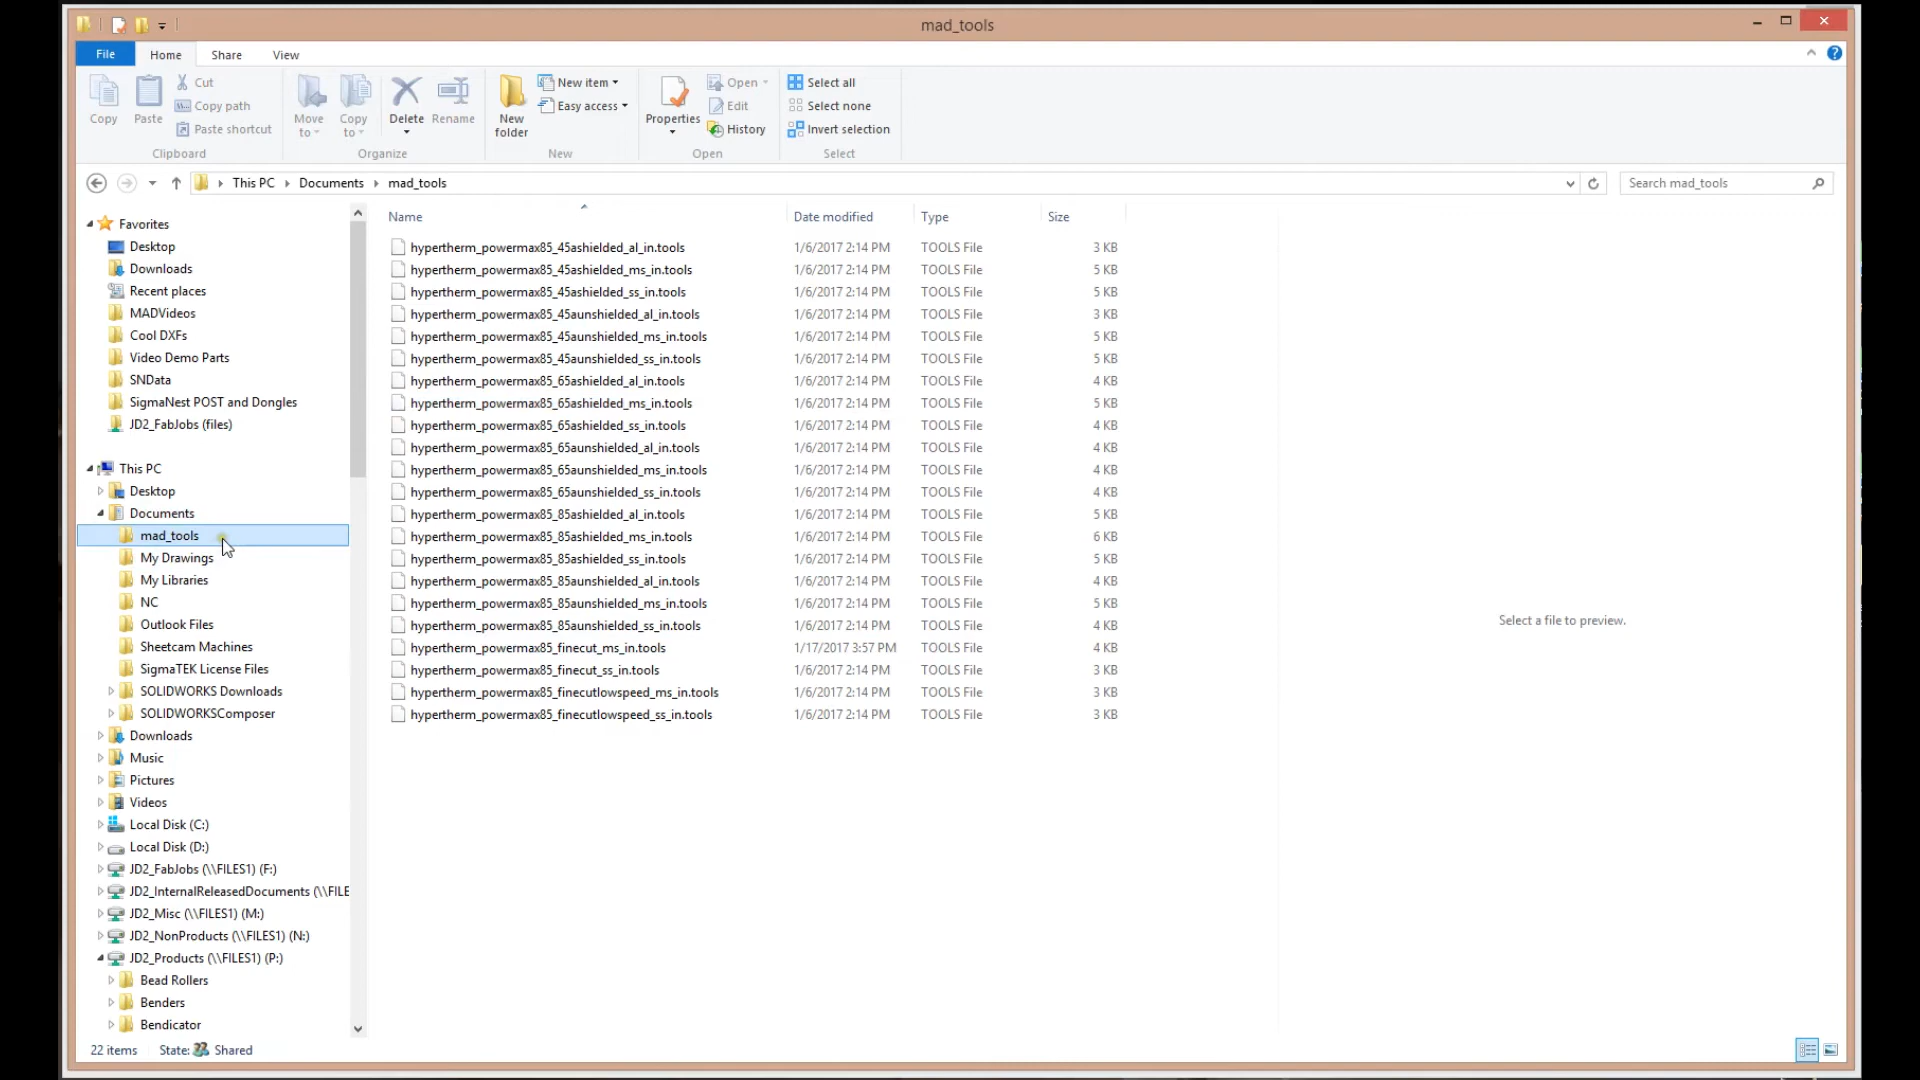 mad_tools
File Home Share View
Copy Paste Cut Copy path Paste shortcut Clipboard
Move to Copy to Delete Rename Organize
New folder New item Easy access New
Properties Open Edit History Open
Select all Select none Invert selection Select
This PC Documents mad_tools Search mad_tools
Favorites
Desktop
Downloads
Recent places
MADVideos
Cool DXFs
Video Demo Parts
SNData
SigmaNest POST and Dongles
JD2_FabJobs (files)
This PC
Desktop
Documents
mad_tools
My Drawings
My Libraries
NC
Outlook Files
Sheetcam Machines
SigmaTEK License Files
SOLIDWORKS Downloads
SOLIDWORKSComposer
Downloads
Music
Pictures
Videos
Local Disk (C:)
Local Disk (D:)
JD2_FabJobs (\\FILES1) (F:)
JD2_InternalReleasedDocuments (\\FILE
JD2_Misc (\\FILES1) (M:)
JD2_NonProducts (\\FILES1) (N:)
JD2_Products (\\FILES1) (P:)
Bead Rollers
Benders
Bendicator
Name Date modified Type Size
hypertherm_powermax85_45ashielded_al_in.tools 1/6/2017 2:14 PM TOOLS File 3 KB
hypertherm_powermax85_45ashielded_ms_in.tools 1/6/2017 2:14 PM TOOLS File 5 KB
hypertherm_powermax85_45ashielded_ss_in.tools 1/6/2017 2:14 PM TOOLS File 5 KB
hypertherm_powermax85_45aunshielded_al_in.tools 1/6/2017 2:14 PM TOOLS File 3 KB
hypertherm_powermax85_45aunshielded_ms_in.tools 1/6/2017 2:14 PM TOOLS File 5 KB
hypertherm_powermax85_45aunshielded_ss_in.tools 1/6/2017 2:14 PM TOOLS File 5 KB
hypertherm_powermax85_65ashielded_al_in.tools 1/6/2017 2:14 PM TOOLS File 4 KB
hypertherm_powermax85_65ashielded_ms_in.tools 1/6/2017 2:14 PM TOOLS File 5 KB
hypertherm_powermax85_65ashielded_ss_in.tools 1/6/2017 2:14 PM TOOLS File 4 KB
hypertherm_powermax85_65aunshielded_al_in.tools 1/6/2017 2:14 PM TOOLS File 4 KB
hypertherm_powermax85_65aunshielded_ms_in.tools 1/6/2017 2:14 PM TOOLS File 4 KB
hypertherm_powermax85_65aunshielded_ss_in.tools 1/6/2017 2:14 PM TOOLS File 4 KB
hypertherm_powermax85_85ashielded_al_in.tools 1/6/2017 2:14 PM TOOLS File 5 KB
hypertherm_powermax85_85ashielded_ms_in.tools 1/6/2017 2:14 PM TOOLS File 6 KB
hypertherm_powermax85_85ashielded_ss_in.tools 1/6/2017 2:14 PM TOOLS File 5 KB
hypertherm_powermax85_85aunshielded_al_in.tools 1/6/2017 2:14 PM TOOLS File 4 KB
hypertherm_powermax85_85aunshielded_ms_in.tools 1/6/2017 2:14 PM TOOLS File 5 KB
hypertherm_powermax85_85aunshielded_ss_in.tools 1/6/2017 2:14 PM TOOLS File 4 KB
hypertherm_powermax85_finecut_ms_in.tools 1/17/2017 3:57 PM TOOLS File 4 KB
hypertherm_powermax85_finecut_ss_in.tools 1/6/2017 2:14 PM TOOLS File 3 KB
hypertherm_powermax85_finecutlowspeed_ms_in.tools 1/6/2017 2:14 PM TOOLS File 3 KB
hypertherm_powermax85_finecutlowspeed_ss_in.tools 1/6/2017 2:14 PM TOOLS File 3 KB
Select a file to preview.
22 items State: Shared